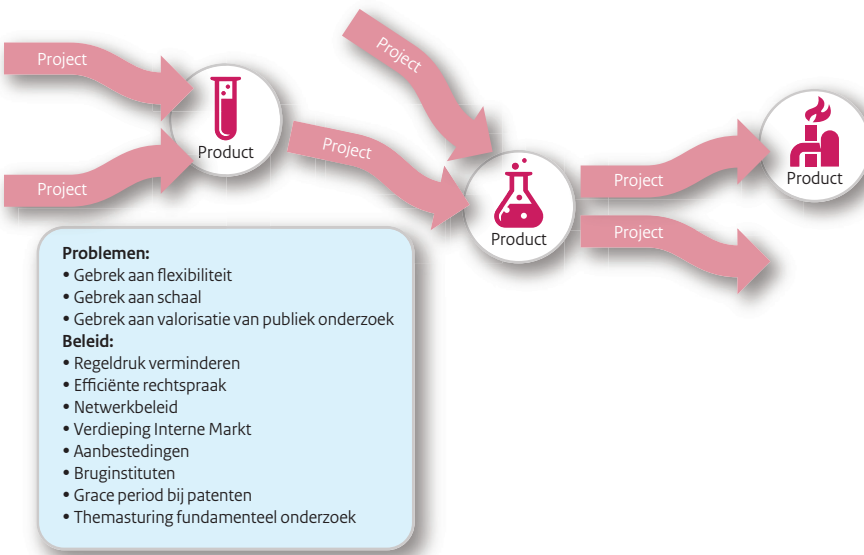 Project
Project
Product
Project
Project
Product
Project
Project
Product
Problemen:
• Gebrek aan flexibiliteit
• Gebrek aan schaal
• Gebrek aan valorisatie van publiek onderzoek
Beleid:
• Regeldruk verminderen
• Efficiënte rechtspraak
• Netwerkbeleid
• Verdieping Interne Markt
• Aanbestedingen
• Bruginstituten
• Grace period bij patenten
• Themasturing fundamenteel onderzoek